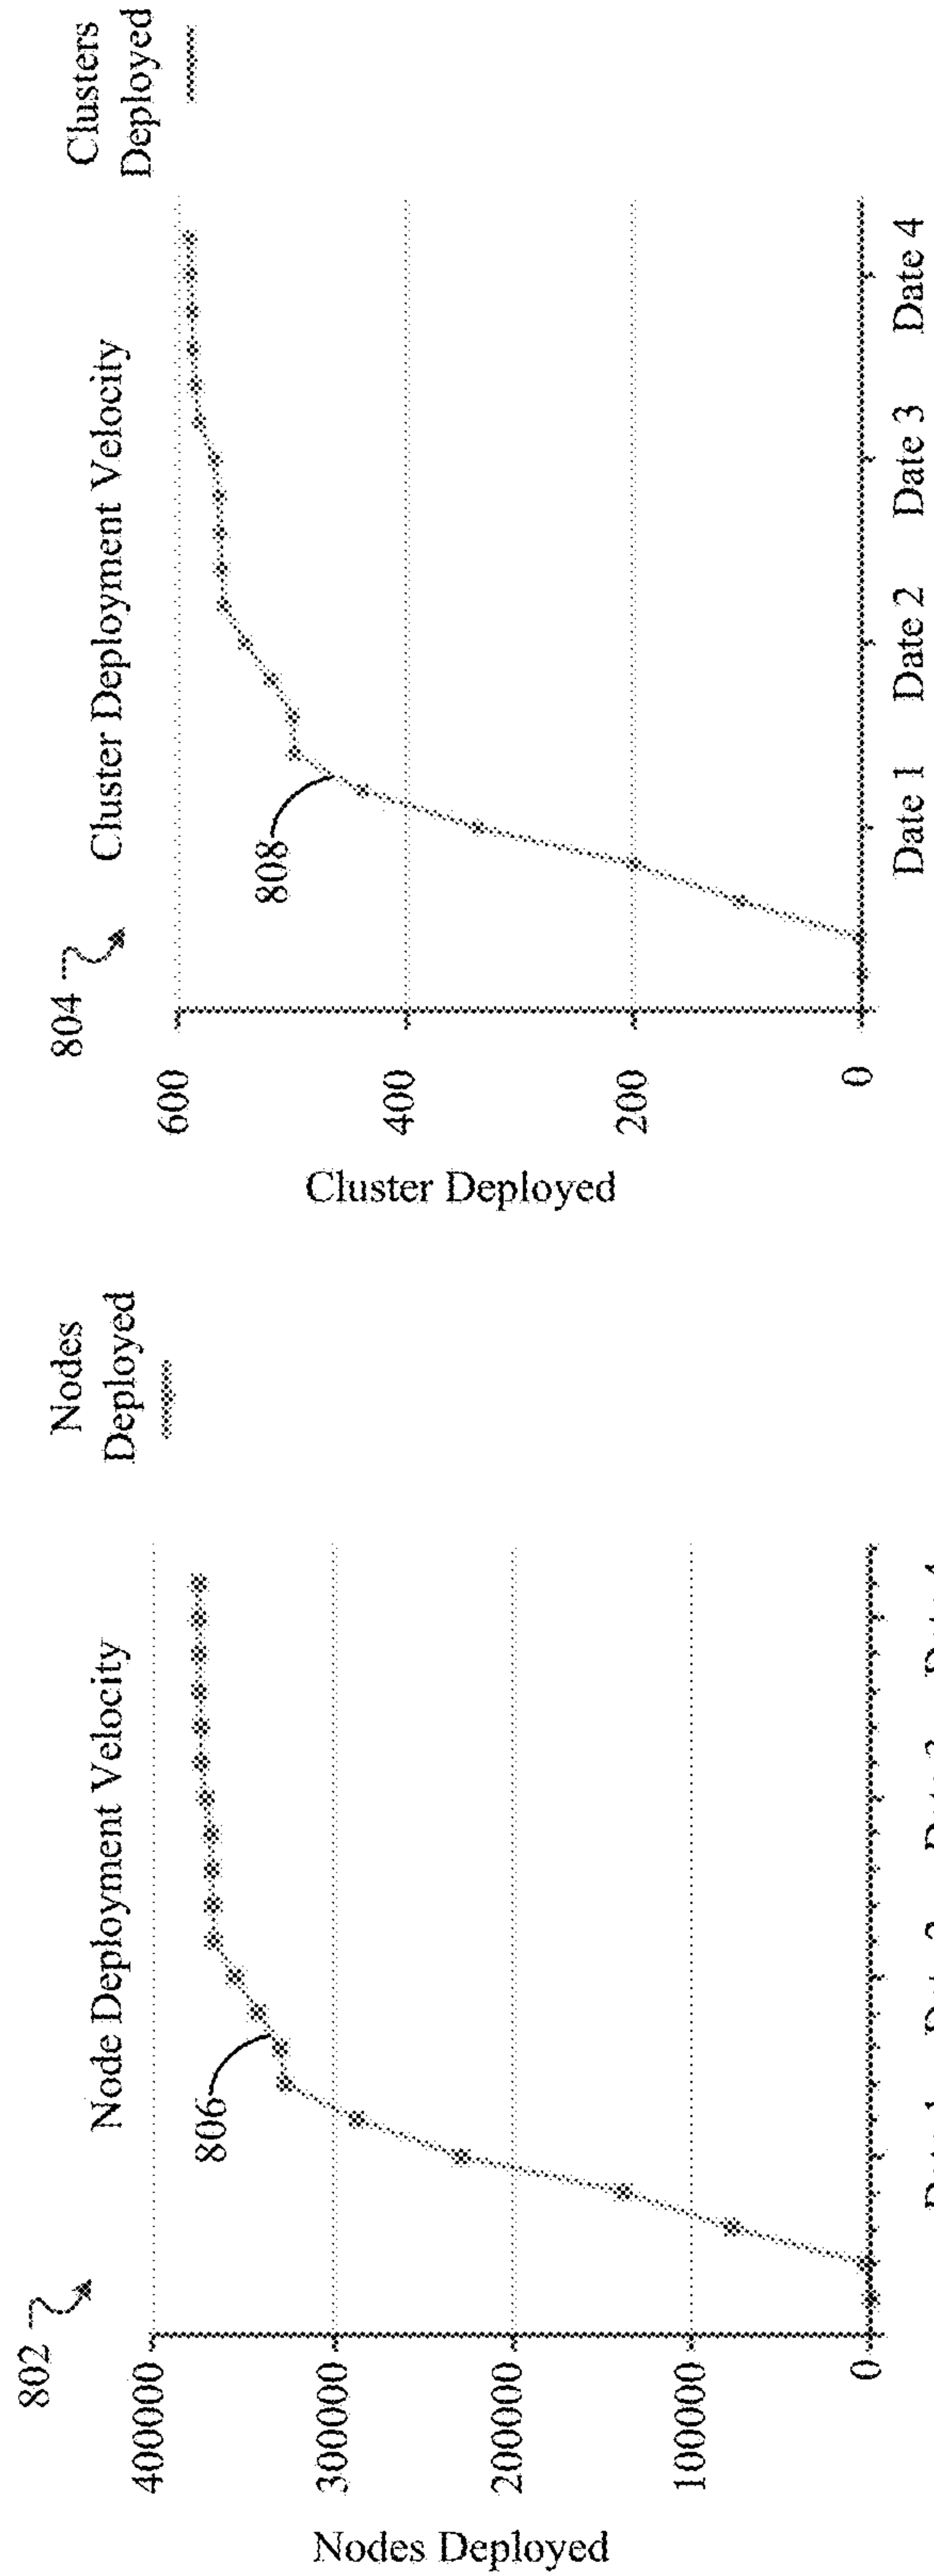 802
Node Deployment Velocity
Nodes
Deployed
400000
300000
200000
100000
0
Nodes Deployed
806
804
Cluster Deployment Velocity
Clusters
Deployed
600
400
200
0
Cluster Deployed
808
Date 1 Date 2 Date 3 Date 4